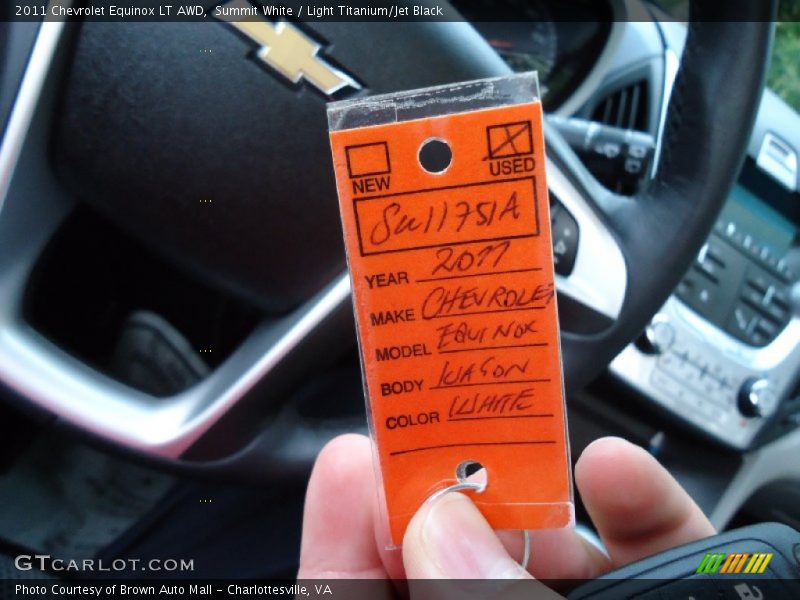 2011 Chevrolet Equinox LT AWD, Summit White / Light Titanium/Jet Black
NEW
USED
Su11751A
YEAR 2011
MAKE CHEVROLET
MODEL EQUINOX
BODY WAGON
COLOR WHITE
GTCARLOT.COM
Photo Courtesy of Brown Auto Mall - Charlottesville, VA